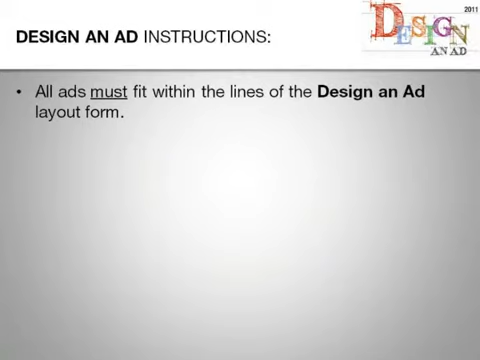 2011
DESIGN AN AD INSTRUCTIONS:
DESIGN
AN AD
• All ads must fit within the lines of the Design an Ad
layout form.